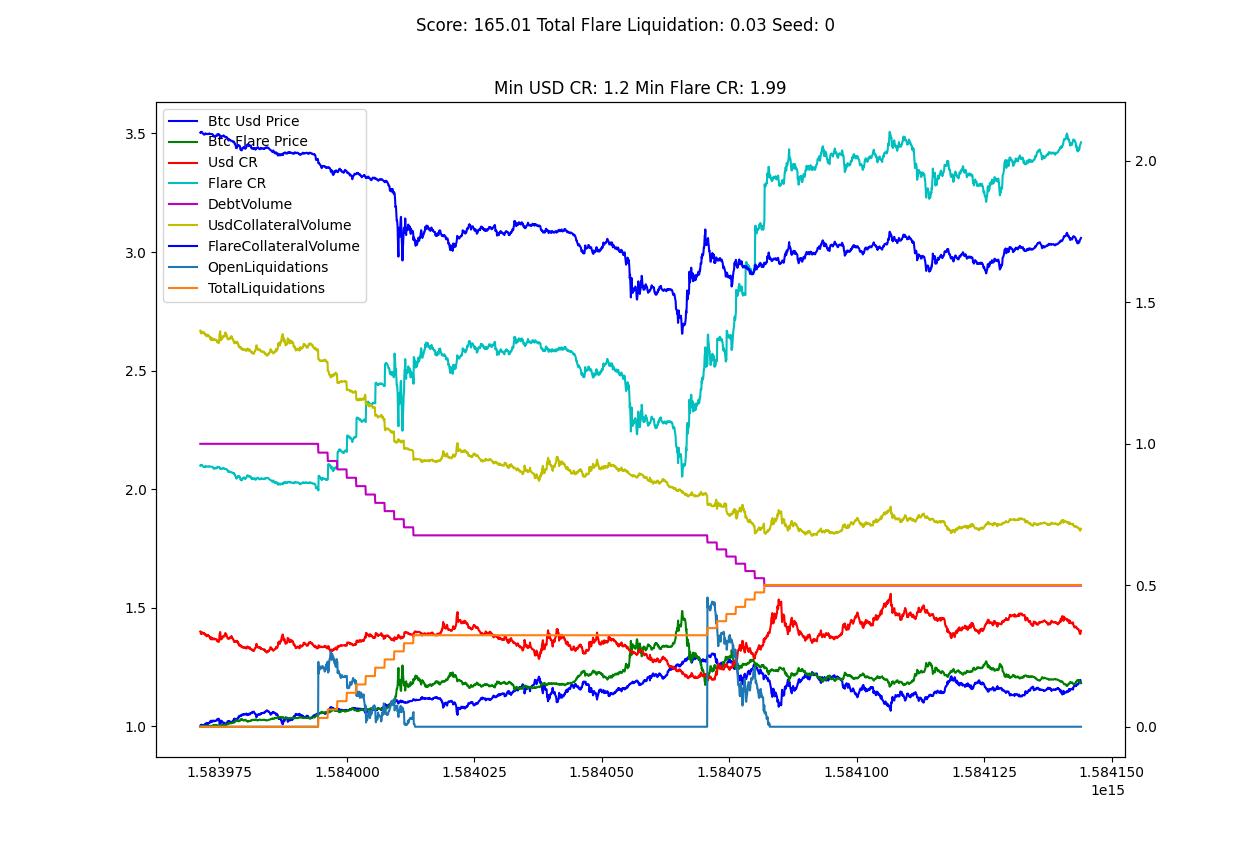 Score: 165.01 Total Flare Liquidation: 0.03 Seed: 0
Min USD CR: 1.2 Min Flare CR: 1.99
Btc Usd Price
Btc Flare Price
Usd CR
Flare CR
DebtVolume
UsdCollateralVolume
FlareCollateralVolume
OpenLiquidations
TotalLiquidations
3.5
3.0
2.5
2.0
1.5
1.0
2.0
1.5
1.0
0.5
0.0
1.583975 1.584000 1.584025 1.584050 1.584075 1.584100 1.584125 1.584150
1e15